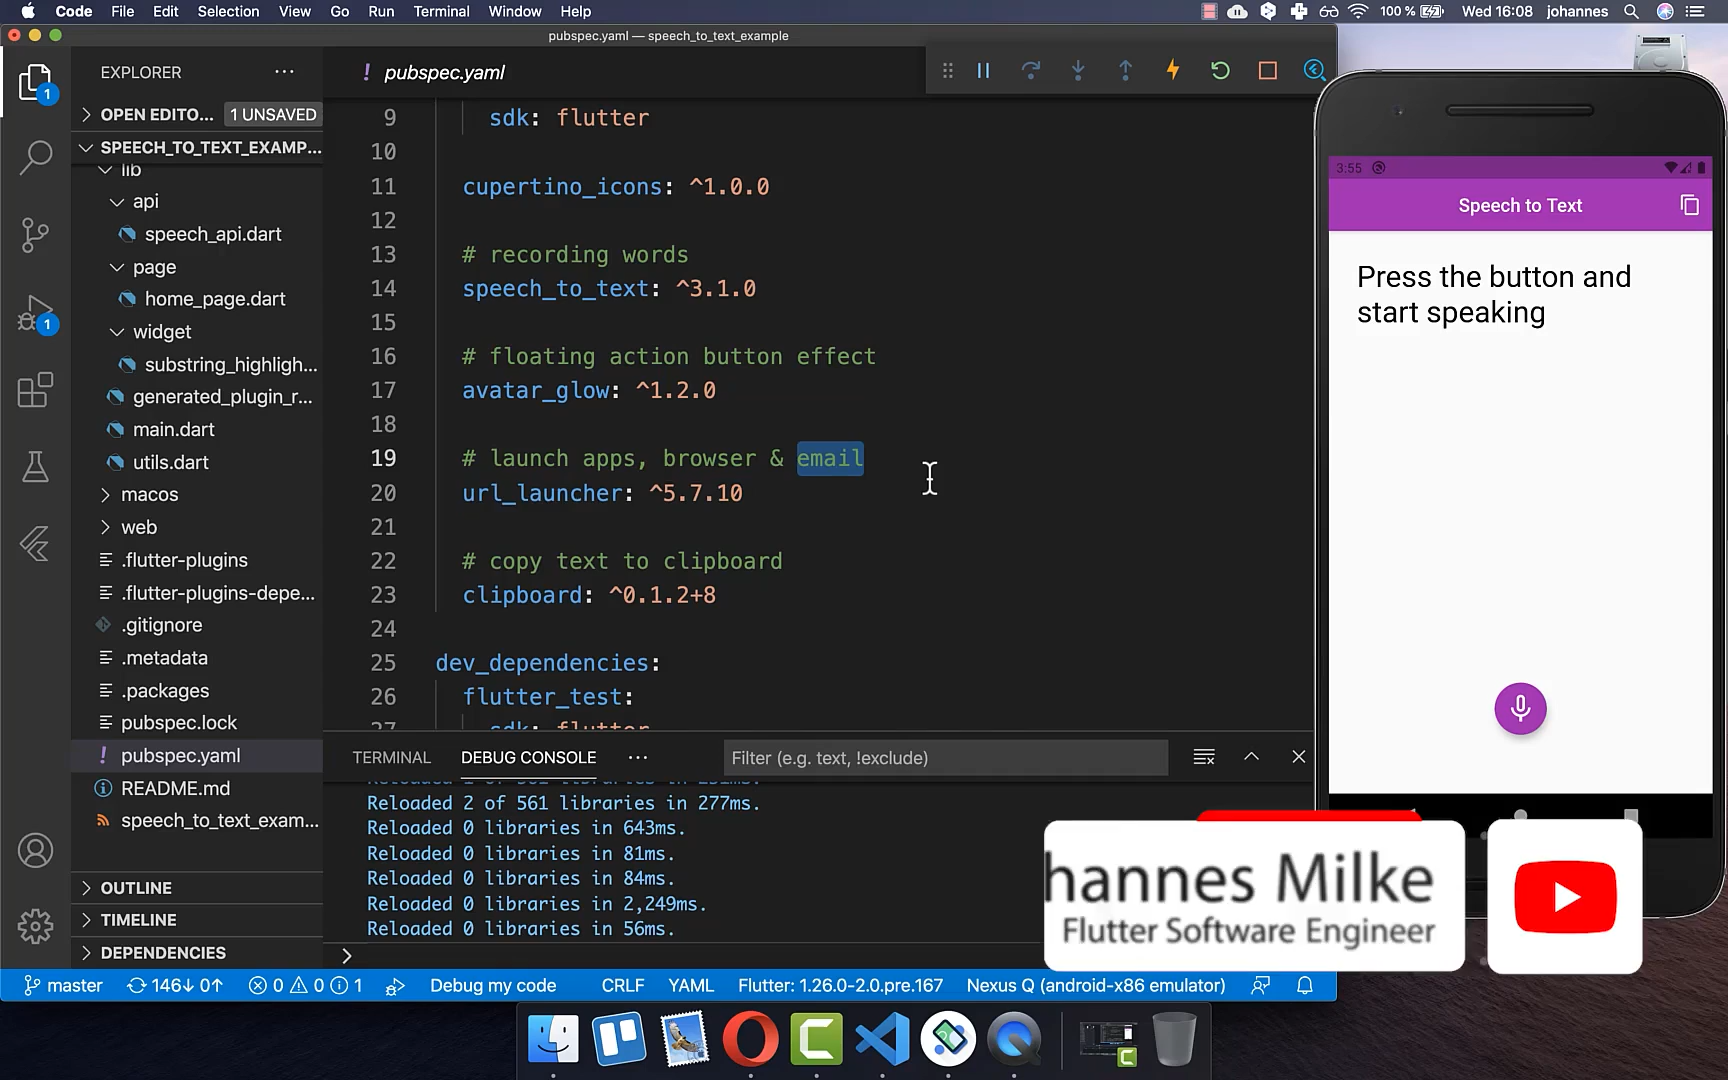 Code File Edit Selection View Go Run Terminal Window Help
100 % Wed 16:08 johannes
pubspec.yaml — speech_to_text_example
EXPLORER
OPEN EDITO... 1 UNSAVED
SPEECH_TO_TEXT_EXAMP...
lib
api
speech_api.dart
page
home_page.dart
widget
substring_highligh...
generated_plugin_r...
main.dart
utils.dart
macos
web
.flutter-plugins
.flutter-plugins-depe...
.gitignore
.metadata
.packages
pubspec.lock
! pubspec.yaml
README.md
speech_to_text_exam...
OUTLINE
TIMELINE
DEPENDENCIES
1
1
! pubspec.yaml
9 sdk: flutter
10
11 cupertino_icons: ^1.0.0
12
13 # recording words
14 speech_to_text: ^3.1.0
15
16 # floating action button effect
17 avatar_glow: ^1.2.0
18
19 # launch apps, browser & email
20 url_launcher: ^5.7.10
21
22 # copy text to clipboard
23 clipboard: ^0.1.2+8
24
25 dev_dependencies:
26 flutter_test:
27 sdk: flutter
TERMINAL DEBUG CONSOLE ... Filter (e.g. text, !exclude)
Reloaded 2 of 561 libraries in 277ms.
Reloaded 0 libraries in 643ms.
Reloaded 0 libraries in 81ms.
Reloaded 0 libraries in 84ms.
Reloaded 0 libraries in 2,249ms.
Reloaded 0 libraries in 56ms.
master 146↓ 0↑ 0 0 1 Debug my code CRLF YAML Flutter: 1.26.0-2.0.pre.167 Nexus Q (android-x86 emulator)
3:55
Speech to Text
Press the button and
start speaking
hannes Milke
Flutter Software Engineer